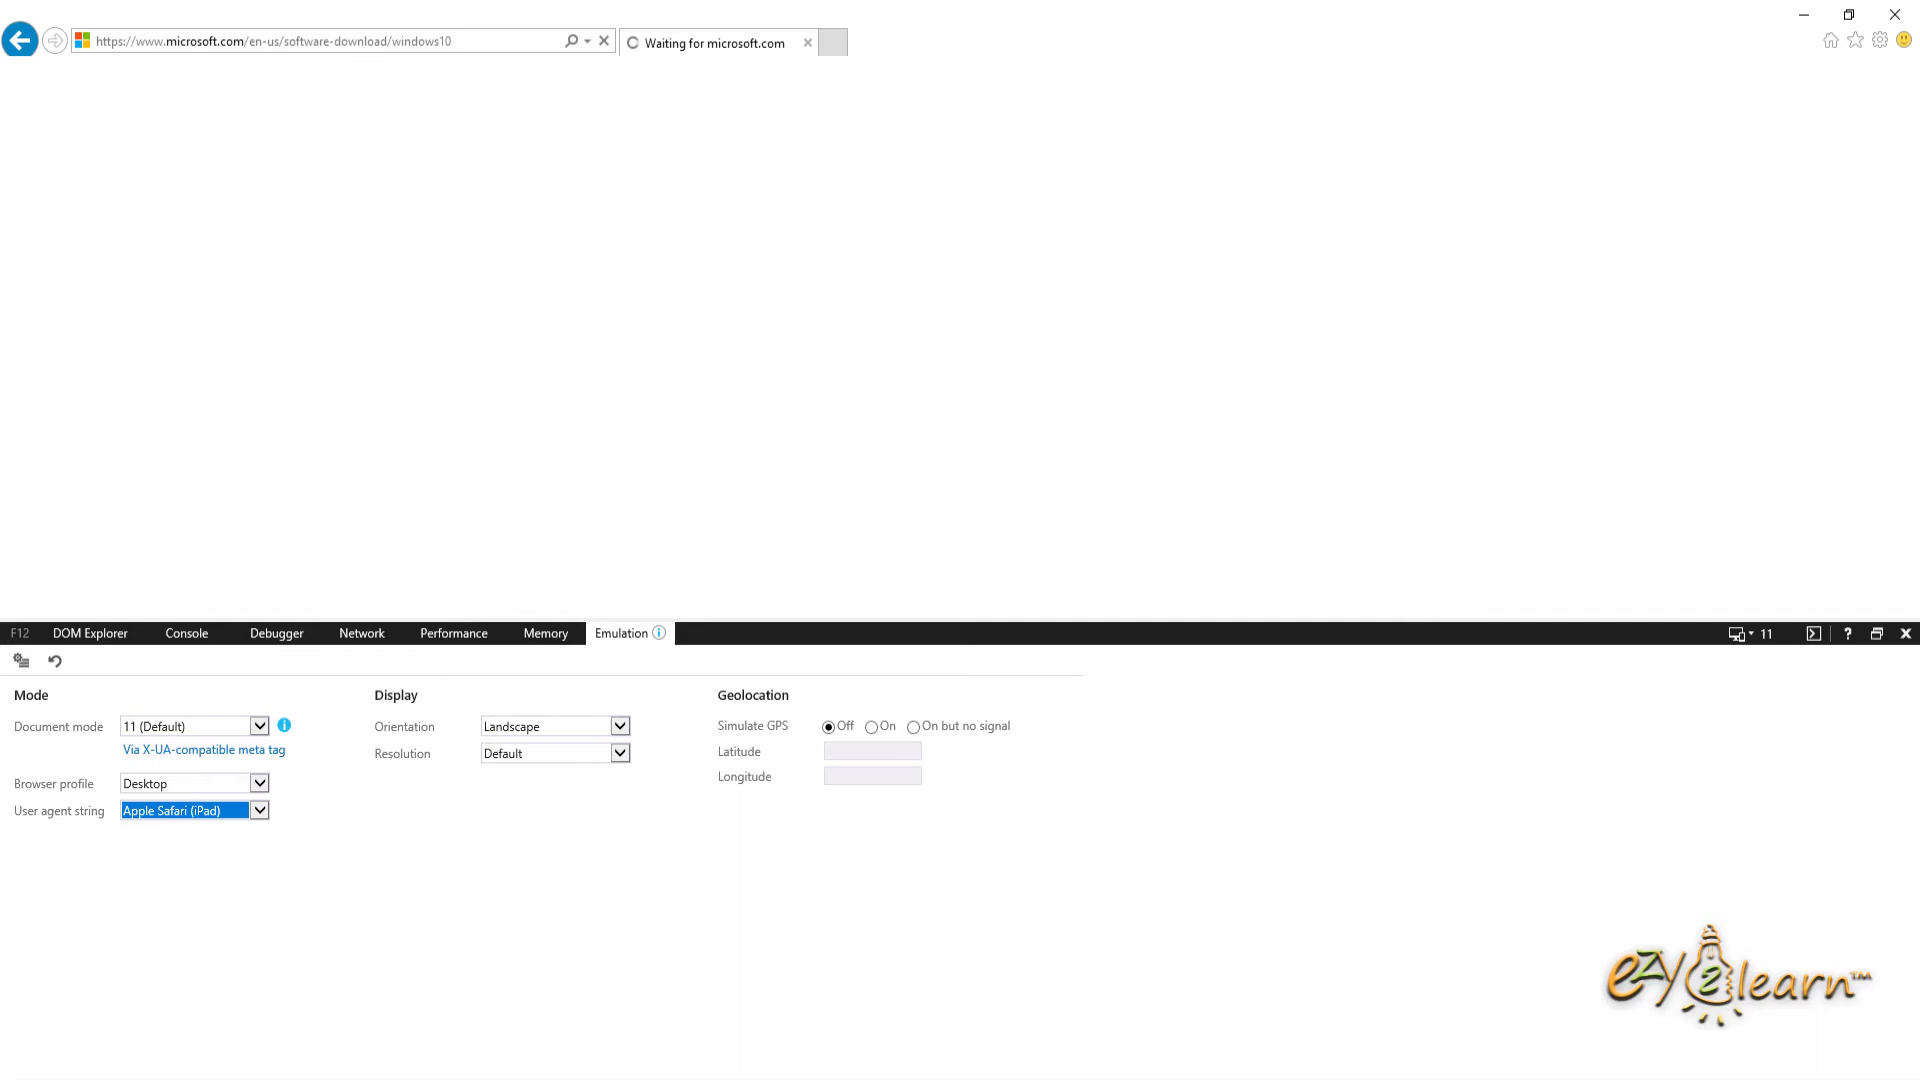 https://www.microsoft.com/en-us/software-download/windows10
Waiting for microsoft.com
F12 DOM Explorer Console Debugger Network Performance Memory Emulation 11 ?
Mode Display Geolocation
Document mode 11 (Default) Orientation Landscape Simulate GPS Off On On but no signal
Via X-UA-compatible meta tag Resolution Default Latitude
Browser profile Desktop Longitude
User agent string Apple Safari (iPad)
ezy2learn™